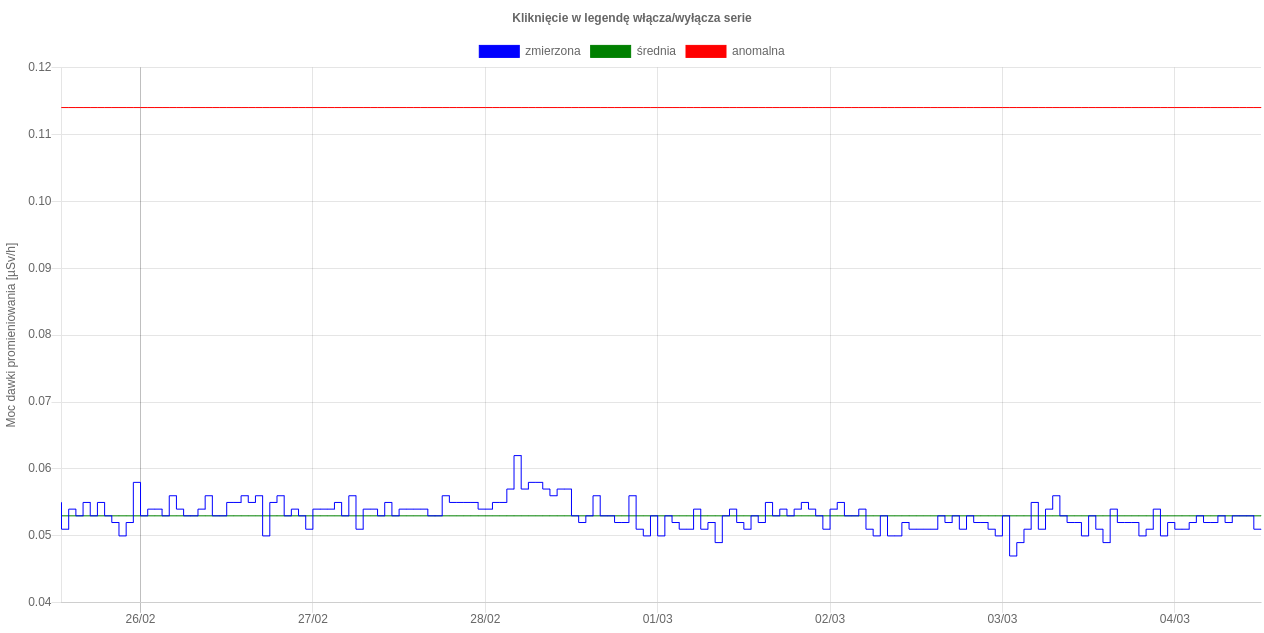 Kliknięcie w legendę włącza/wyłącza serie
zmierzona średnia anomalna
Moc dawki promieniowania [µSv/h]
0.12
0.11
0.10
0.09
0.08
0.07
0.06
0.05
0.04
26/02 27/02 28/02 01/03 02/03 03/03 04/03